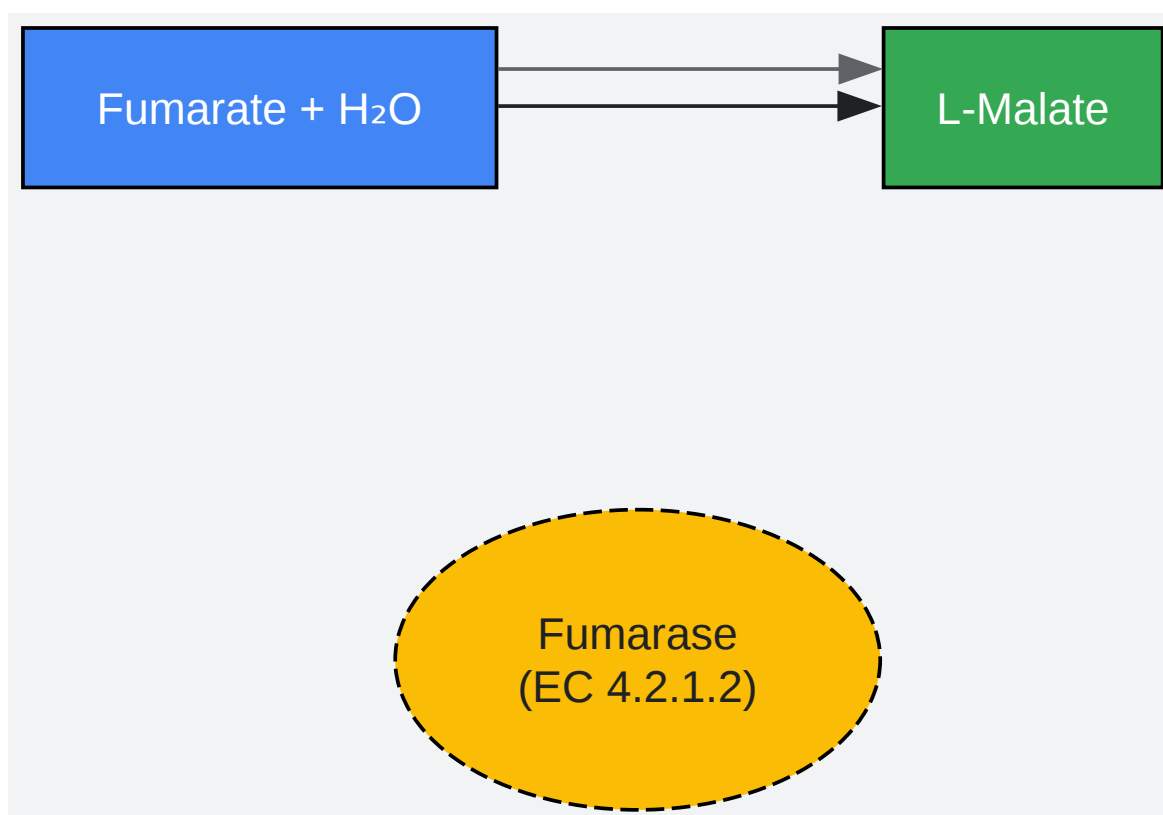 Fumarate + H₂O
L-Malate
Fumarase
(EC 4.2.1.2)